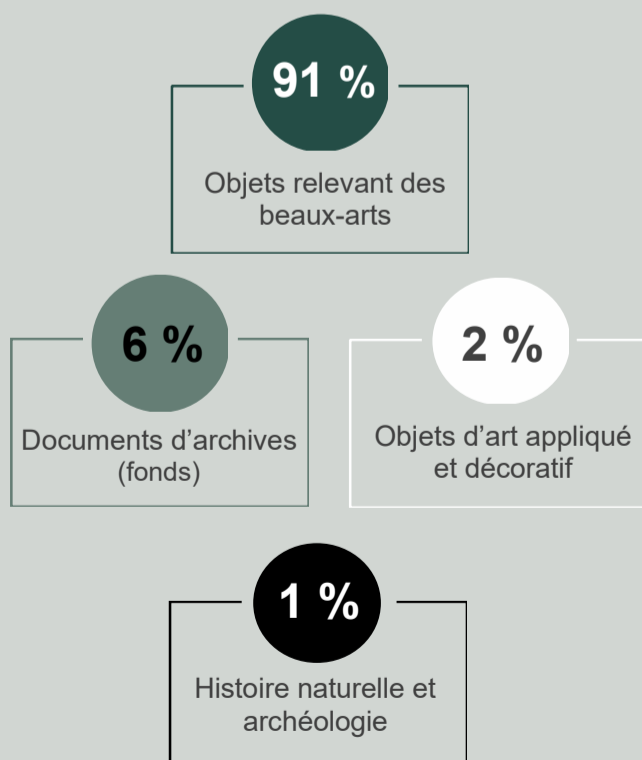 91 %
Objets relevant des
beaux-arts
6 %
Documents d’archives
(fonds)
2 %
Objets d’art appliqué
et décoratif
1 %
Histoire naturelle et
archéologie